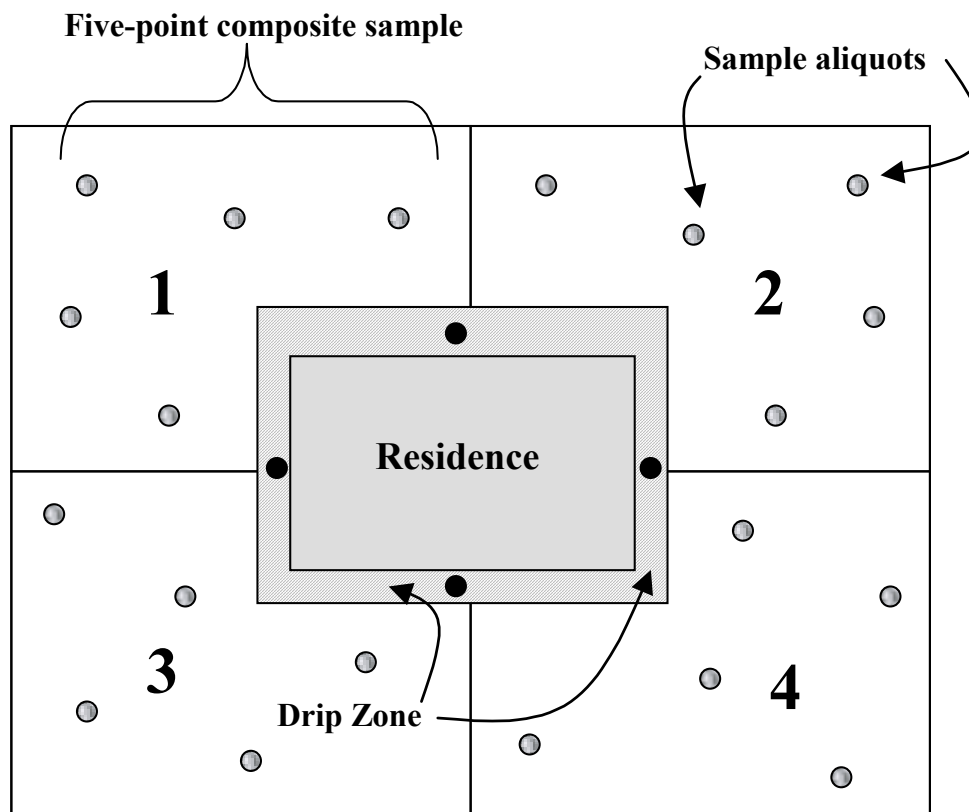 Five-point composite sample
Sample aliquots
1
2
Residence
3
4
Drip Zone